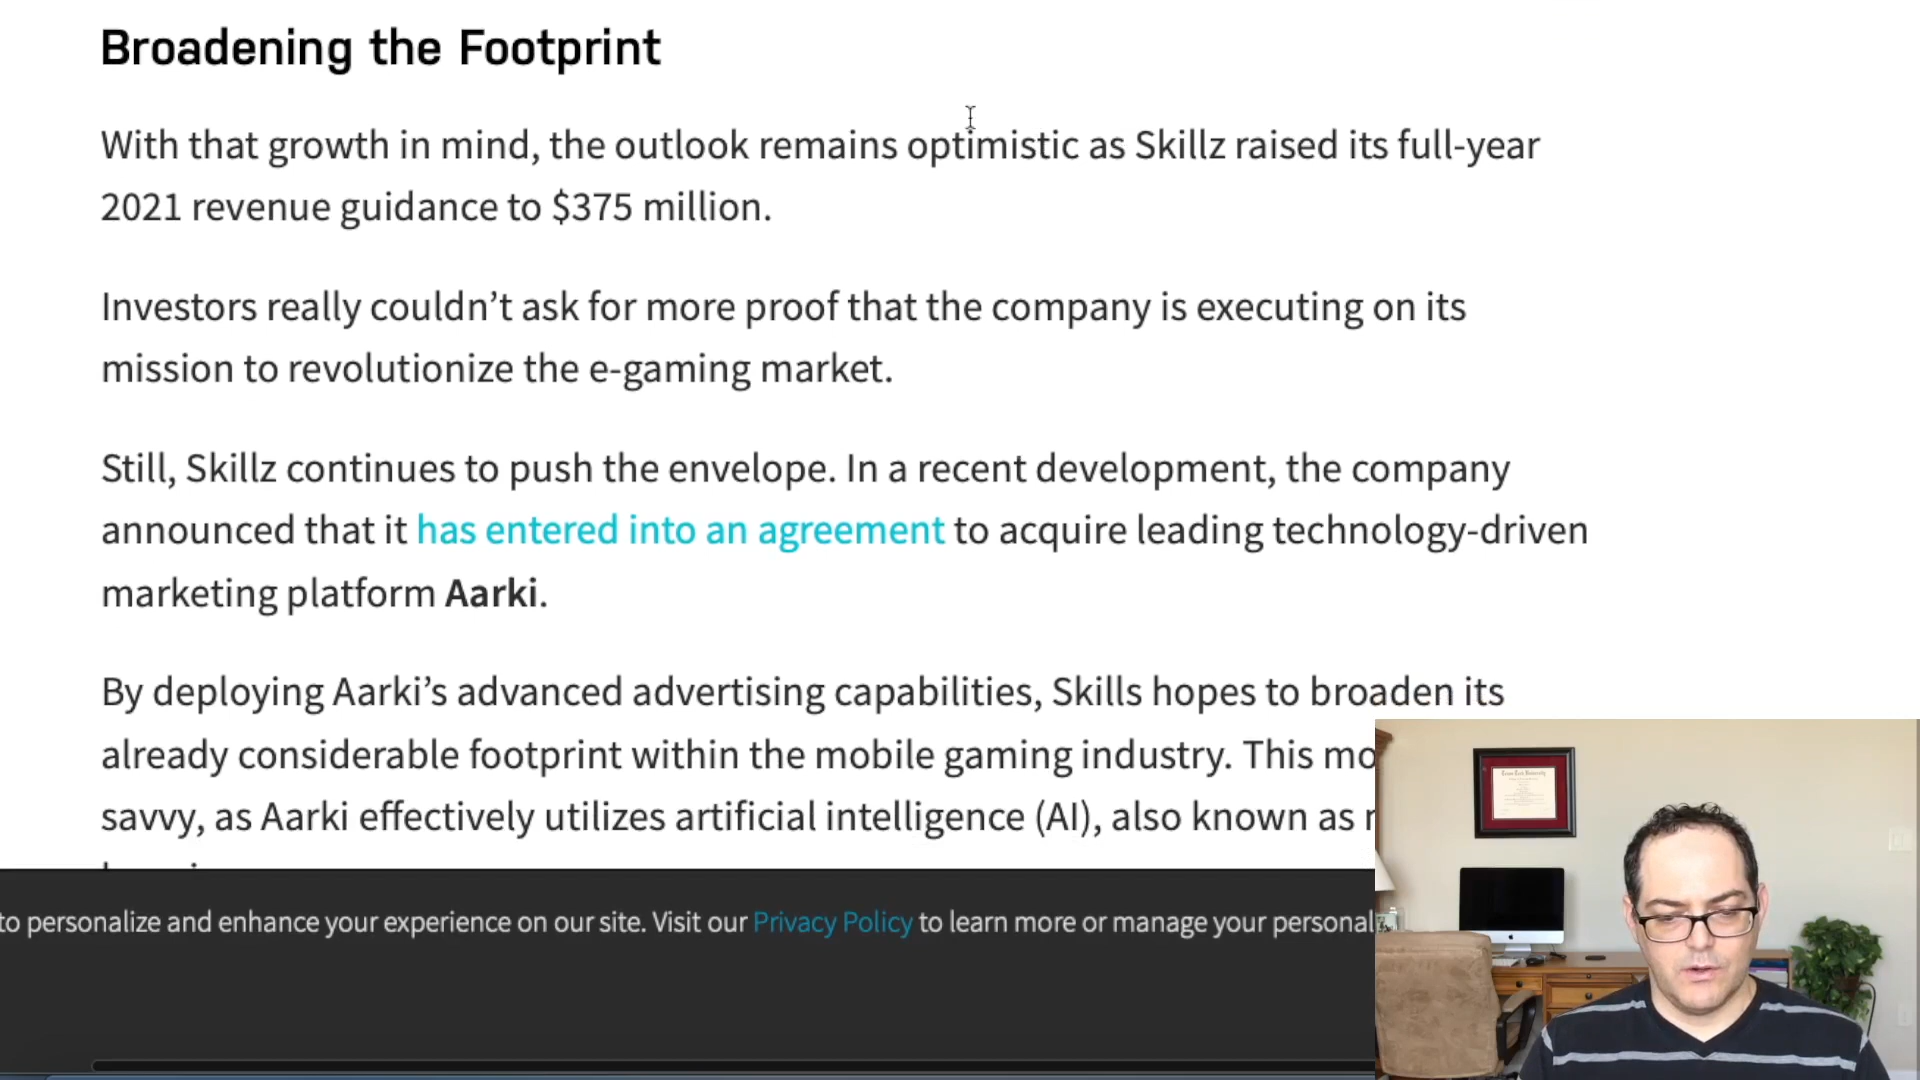 Broadening the Footprint
With that growth in mind, the outlook remains optimistic as Skillz raised its full-year
2021 revenue guidance to $375 million.
Investors really couldn’t ask for more proof that the company is executing on its
mission to revolutionize the e-gaming market.
Still, Skillz continues to push the envelope. In a recent development, the company
announced that it has entered into an agreement to acquire leading technology-driven
marketing platform Aarki.
By deploying Aarki’s advanced advertising capabilities, Skills hopes to broaden its
already considerable footprint within the mobile gaming industry. This
savvy, as Aarki effectively utilizes artificial intelligence (AI), also known as
to personalize and enhance your experience on our site. Visit our Privacy Policy to learn more or manage your personal